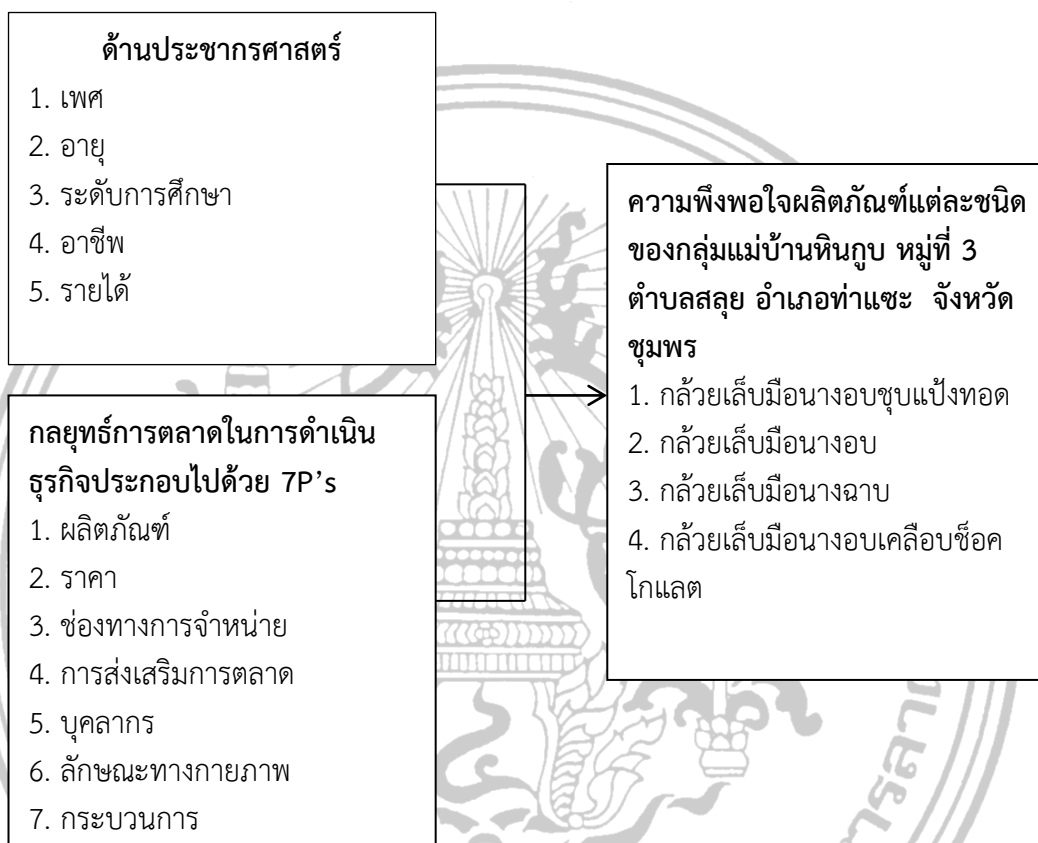 ด้านประชากรศาสตร์
1. เพศ
2. อายุ
3. ระดับการศึกษา
4. อาชีพ
5. รายได้
กลยุทธ์การตลาดในการดำเนิน
ธุรกิจประกอบไปด้วย 7P’s
1. ผลิตภัณฑ์
2. ราคา
3. ช่องทางการจำหน่าย
4. การส่งเสริมการตลาด
5. บุคลากร
6. ลักษณะทางกายภาพ
7. กระบวนการ
ความพึงพอใจผลิตภัณฑ์แต่ละชนิด
ของกลุ่มแม่บ้านหินกูบ หมู่ที่ 3
ตำบลสลุย อำเภอท่าแซะ จังหวัด
ชุมพร
1. กล้วยเล็บมือนางอบชุบแป้งทอด
2. กล้วยเล็บมือนางอบ
3. กล้วยเล็บมือนางฉาบ
4. กล้วยเล็บมือนางอบเคลือบช็อค
โกแลต